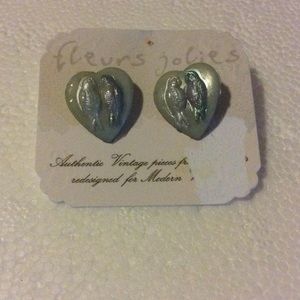 fleurs jolies
Authentic Vintage pieces
redesigned for Modern